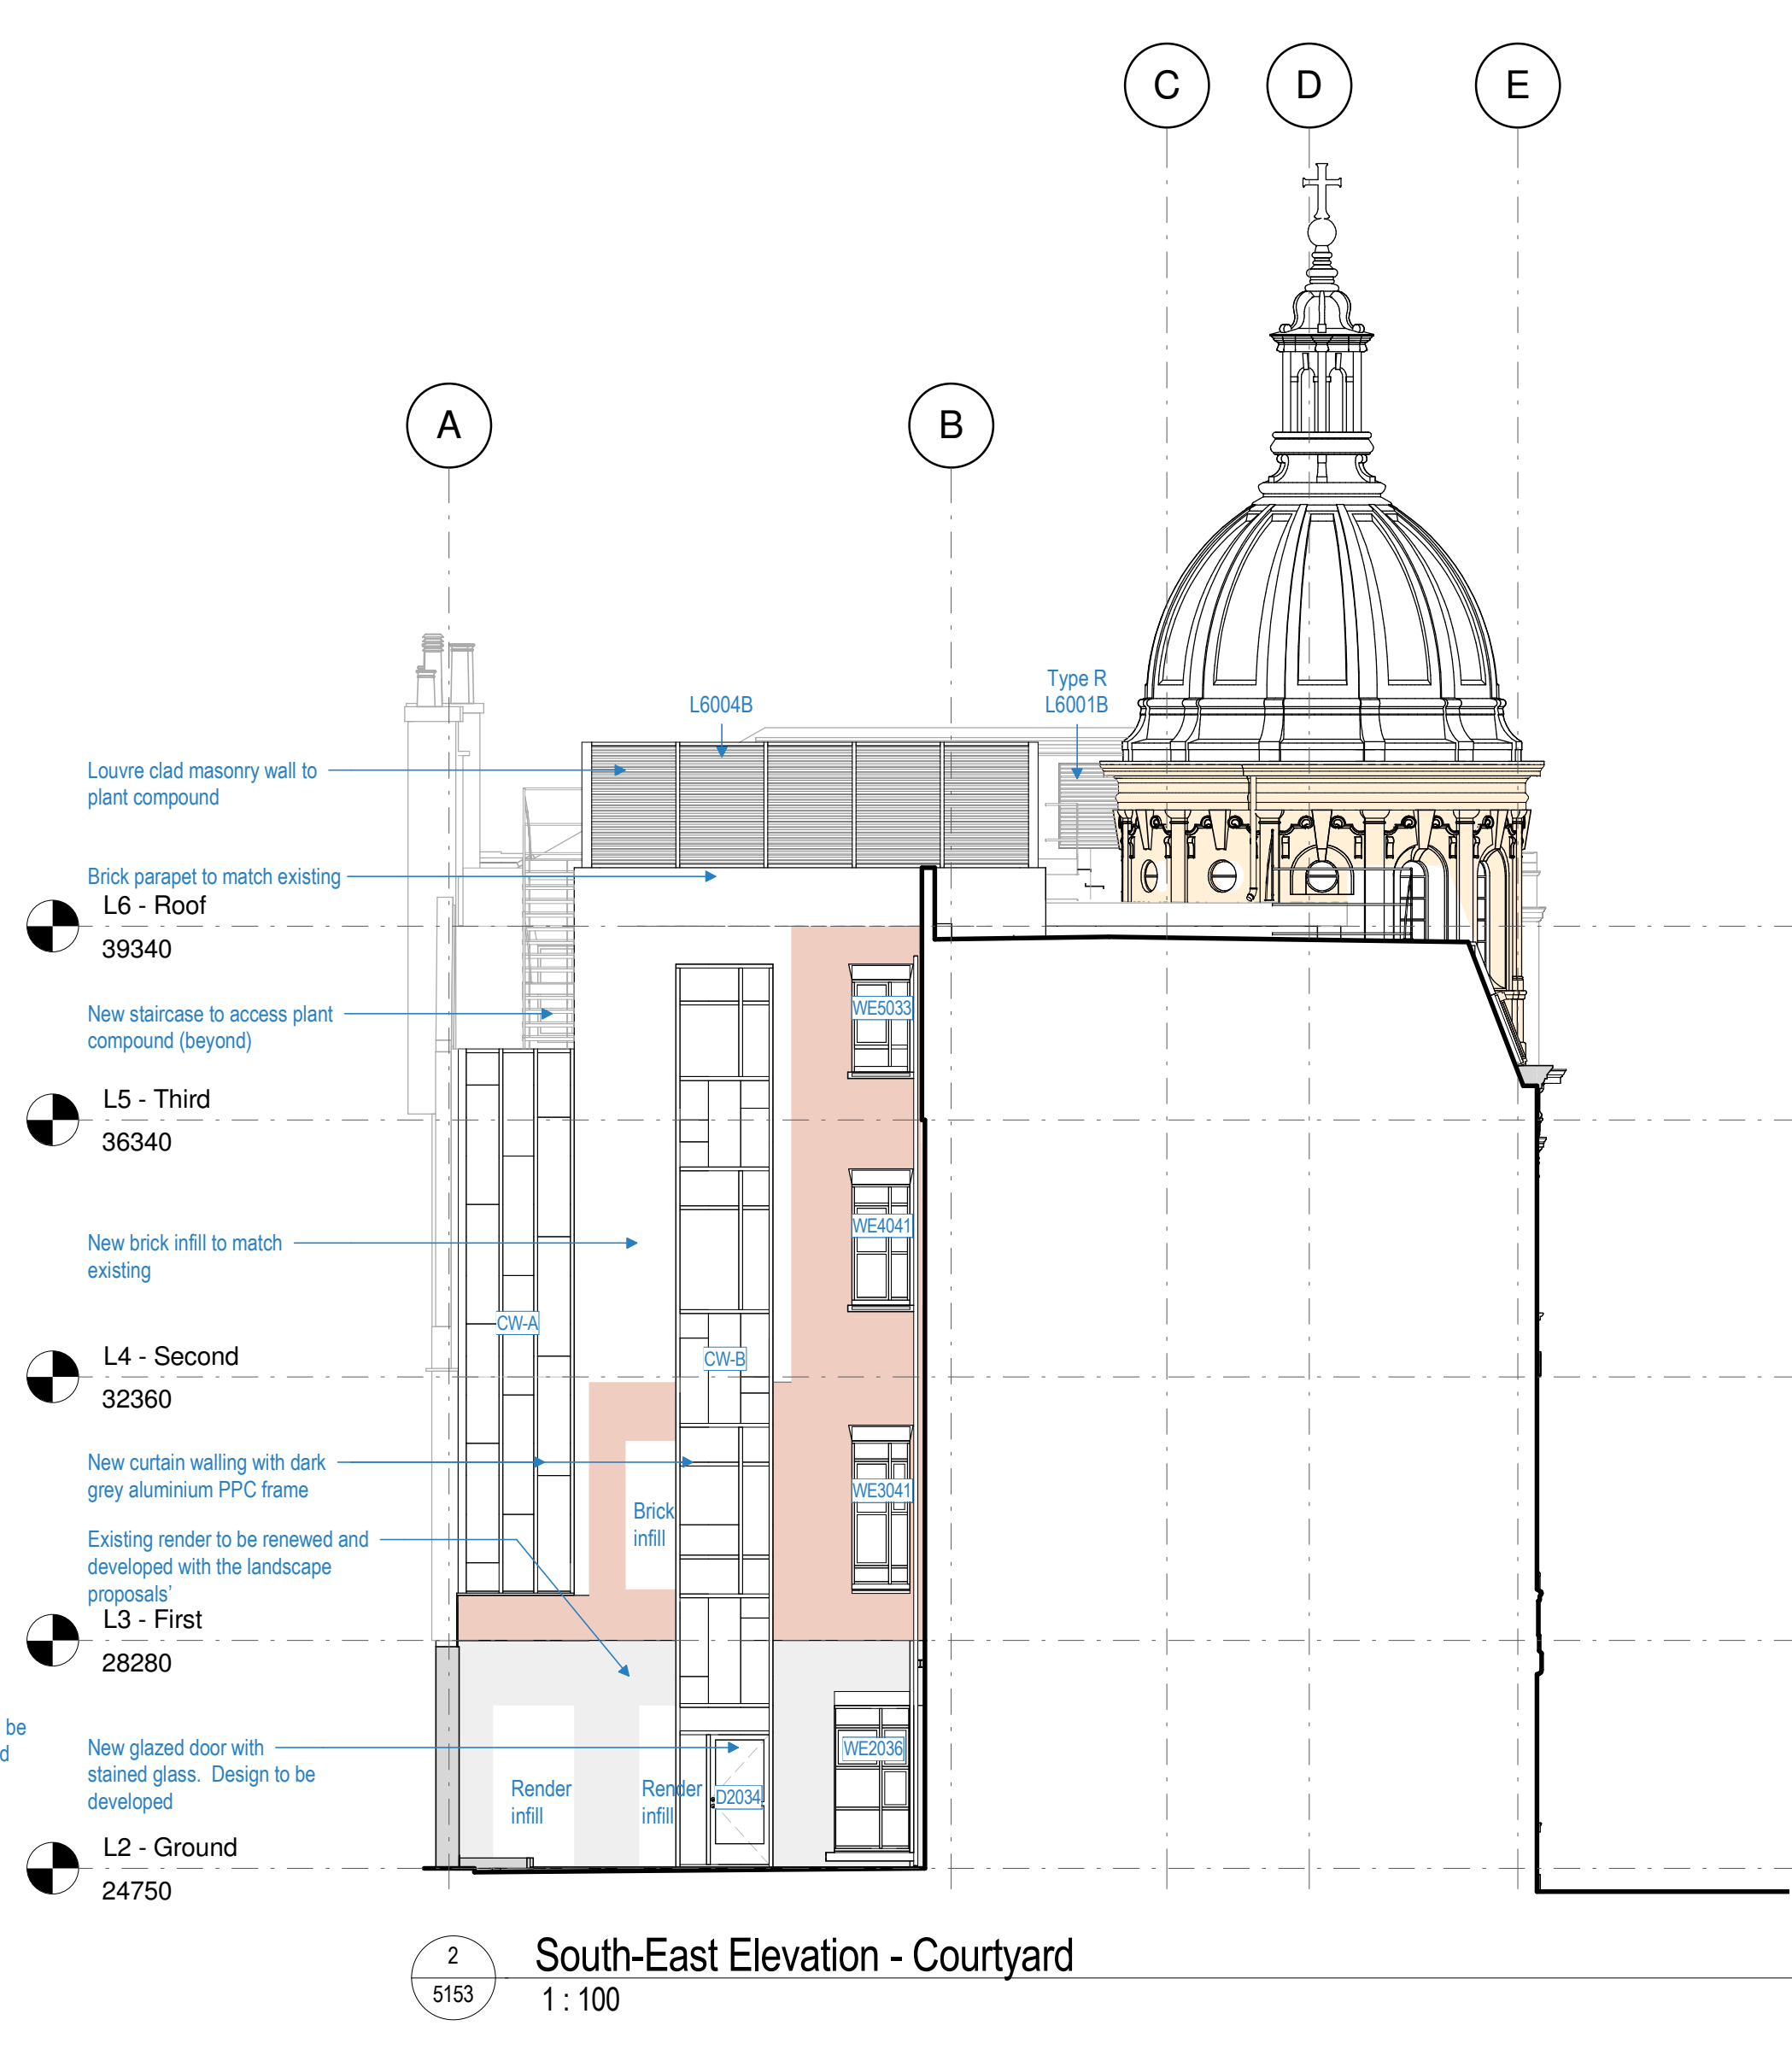 C
D
E
A
B
Type R
L6001B
L6004B
Louvre clad masonry wall to
plant compound
Brick parapet to match existing
L6 - Roof
39340
New staircase to access plant
compound (beyond)
WE5033
L5 - Third
36340
New brick infill to match
existing
WE4041
CW-A
CW-B
L4 - Second
32360
New curtain walling with dark
grey aluminium PPC frame
WE3041
Brick
infill
Existing render to be renewed and
developed with the landscape
proposals’
L3 - First
28280
be
d
New glazed door with
stained glass.  Design to be
developed
WE2036
Render
infill
Render
infill
D2034
L2 - Ground
24750
2
5153
South-East Elevation - Courtyard
1 : 100